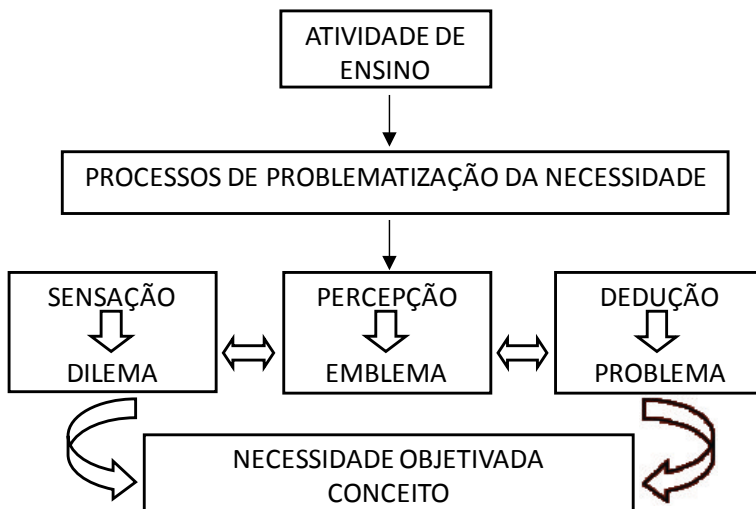 ATIVIDADE DE
ENSINO
PROCESSOS DE PROBLEMATIZAÇÃO DA NECESSIDADE
SENSAÇÃO
DILEMA
PERCEPÇÃO
EMBLEMA
DEDUÇÃO
PROBLEMA
NECESSIDADE OBJETIVADA
CONCEITO